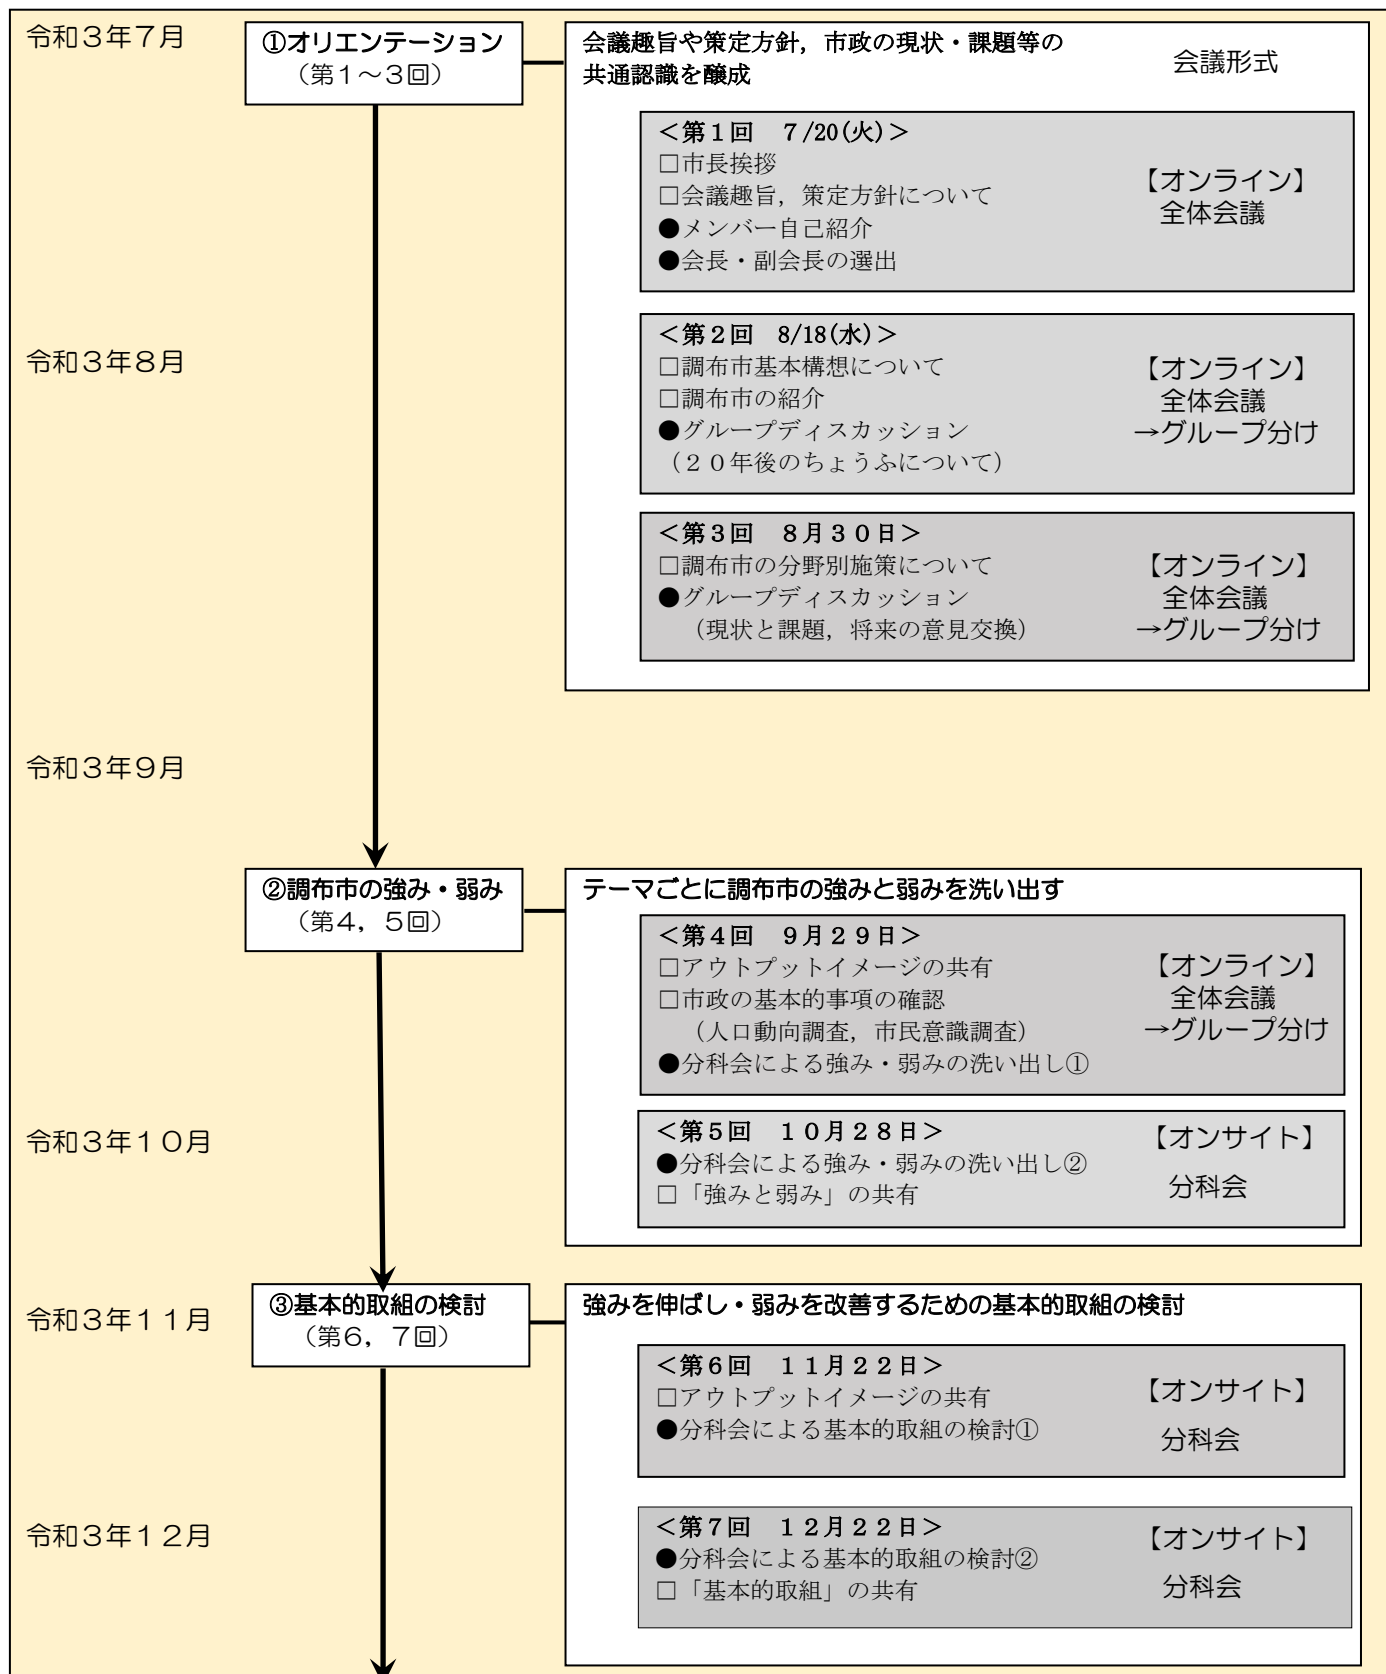 令和３年７月
①オリエンテーション
（第１～３回）
会議趣旨や策定方針，市政の現状・課題等の
共通認識を醸成
会議形式
＜第１回　７/20(火)＞
□市長挨拶
□会議趣旨，策定方針について
●メンバー自己紹介
●会長・副会長の選出
【オンライン】
全体会議
令和３年８月
＜第２回　8/18(水)＞
□調布市基本構想について
□調布市の紹介
●グループディスカッション
（２０年後のちょうふについて）
【オンライン】
全体会議
→グループ分け
＜第３回　８月３０日＞
□調布市の分野別施策について
●グループディスカッション
（現状と課題，将来の意見交換）
【オンライン】
全体会議
→グループ分け
令和３年９月
②調布市の強み・弱み
（第４，５回）
テーマごとに調布市の強みと弱みを洗い出す
＜第４回　９月２９日＞
□アウトプットイメージの共有
□市政の基本的事項の確認
（人口動向調査，市民意識調査）
●分科会による強み・弱みの洗い出し①
【オンライン】
全体会議
→グループ分け
令和３年１０月
＜第５回　１０月２８日＞
●分科会による強み・弱みの洗い出し②
□「強みと弱み」の共有
【オンサイト】
分科会
令和３年１１月
③基本的取組の検討
（第６，７回）
強みを伸ばし・弱みを改善するための基本的取組の検討
＜第６回　１１月２２日＞
□アウトプットイメージの共有
●分科会による基本的取組の検討①
【オンサイト】
分科会
令和３年１２月
＜第７回　１２月２２日＞
●分科会による基本的取組の検討②
□「基本的取組」の共有
【オンサイト】
分科会